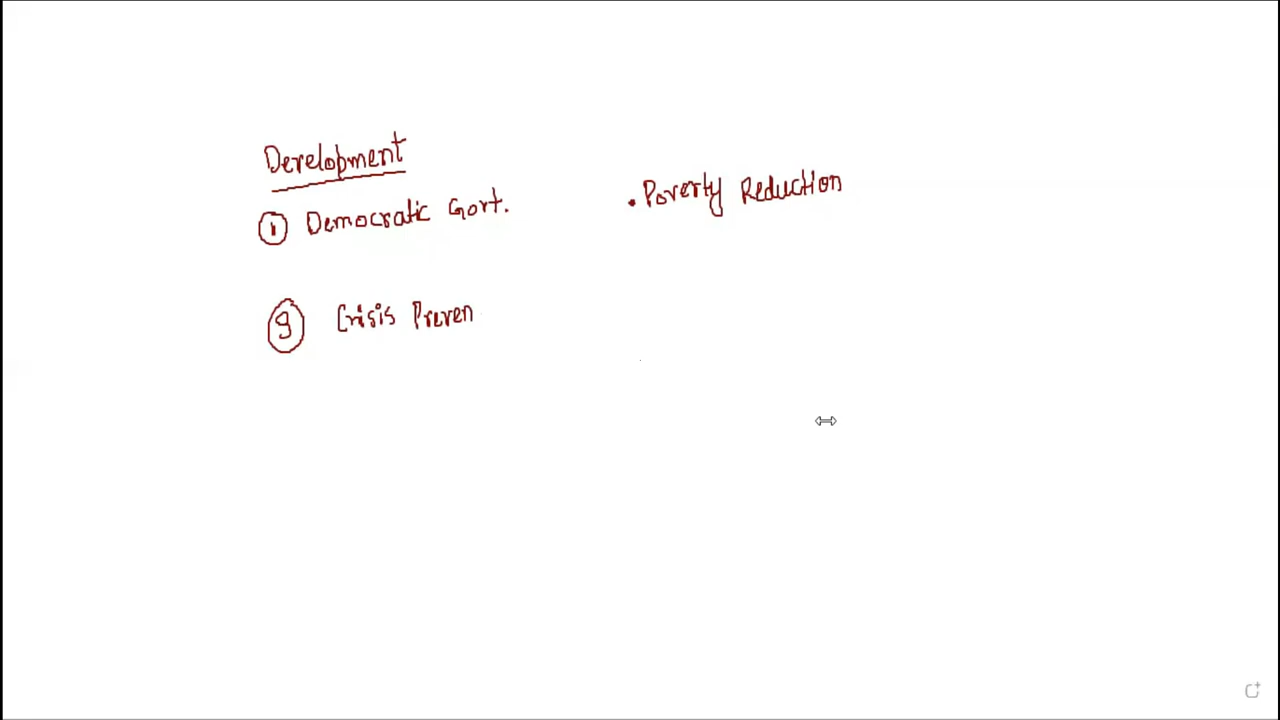 Development
① Democratic Govt.
• Poverty Reduction
⑨ Crisis Preven